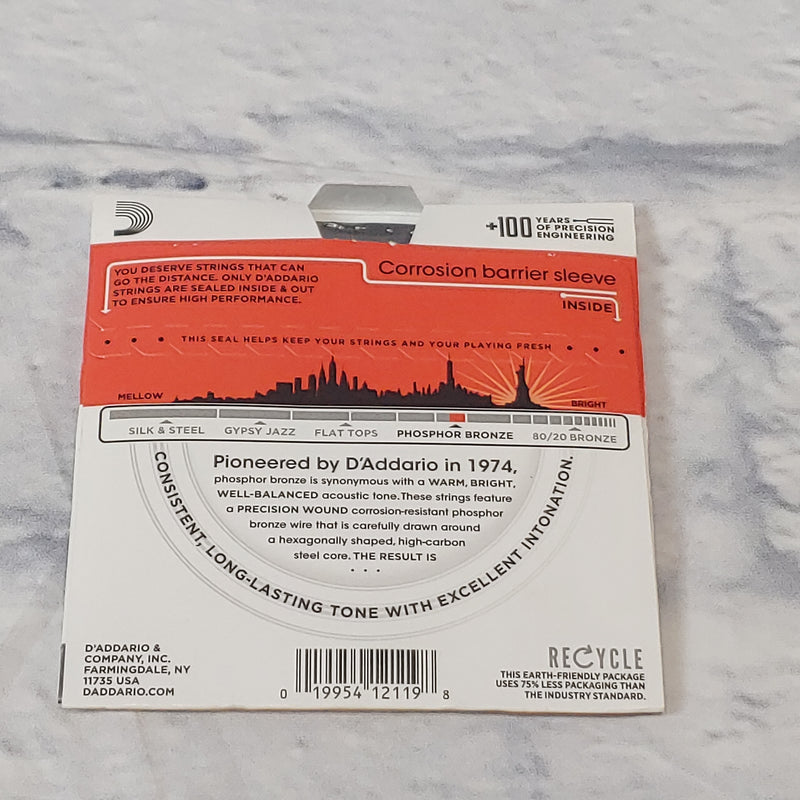 +100 YEARS
OF PRECISION
ENGINEERING
YOU DESERVE STRINGS THAT CAN
GO THE DISTANCE. ONLY D'ADDARIO
STRINGS ARE SEALED INSIDE & OUT
TO ENSURE HIGH PERFORMANCE.
Corrosion barrier sleeve
INSIDE
• • • THIS SEAL HELPS KEEP YOUR STRINGS AND YOUR PLAYING FRESH • • •
MELLOW BRIGHT
SILK & STEEL GYPSY JAZZ FLAT TOPS PHOSPHOR BRONZE 80/20 BRONZE
Pioneered by D'Addario in 1974,
phosphor bronze is synonymous with a WARM, BRIGHT,
WELL-BALANCED acoustic tone. These strings feature
a PRECISION WOUND corrosion-resistant phosphor
bronze wire that is carefully drawn around
a hexagonally shaped, high-carbon
steel core. THE RESULT IS
• • •
CONSISTENT, LONG-LASTING TONE WITH EXCELLENT INTONATION.
D'ADDARIO &
COMPANY, INC.
FARMINGDALE, NY
11735 USA
DADDARIO.COM
0 19954 12119 8
RECYCLE
THIS EARTH-FRIENDLY PACKAGE
USES 75% LESS PACKAGING THAN
THE INDUSTRY STANDARD.